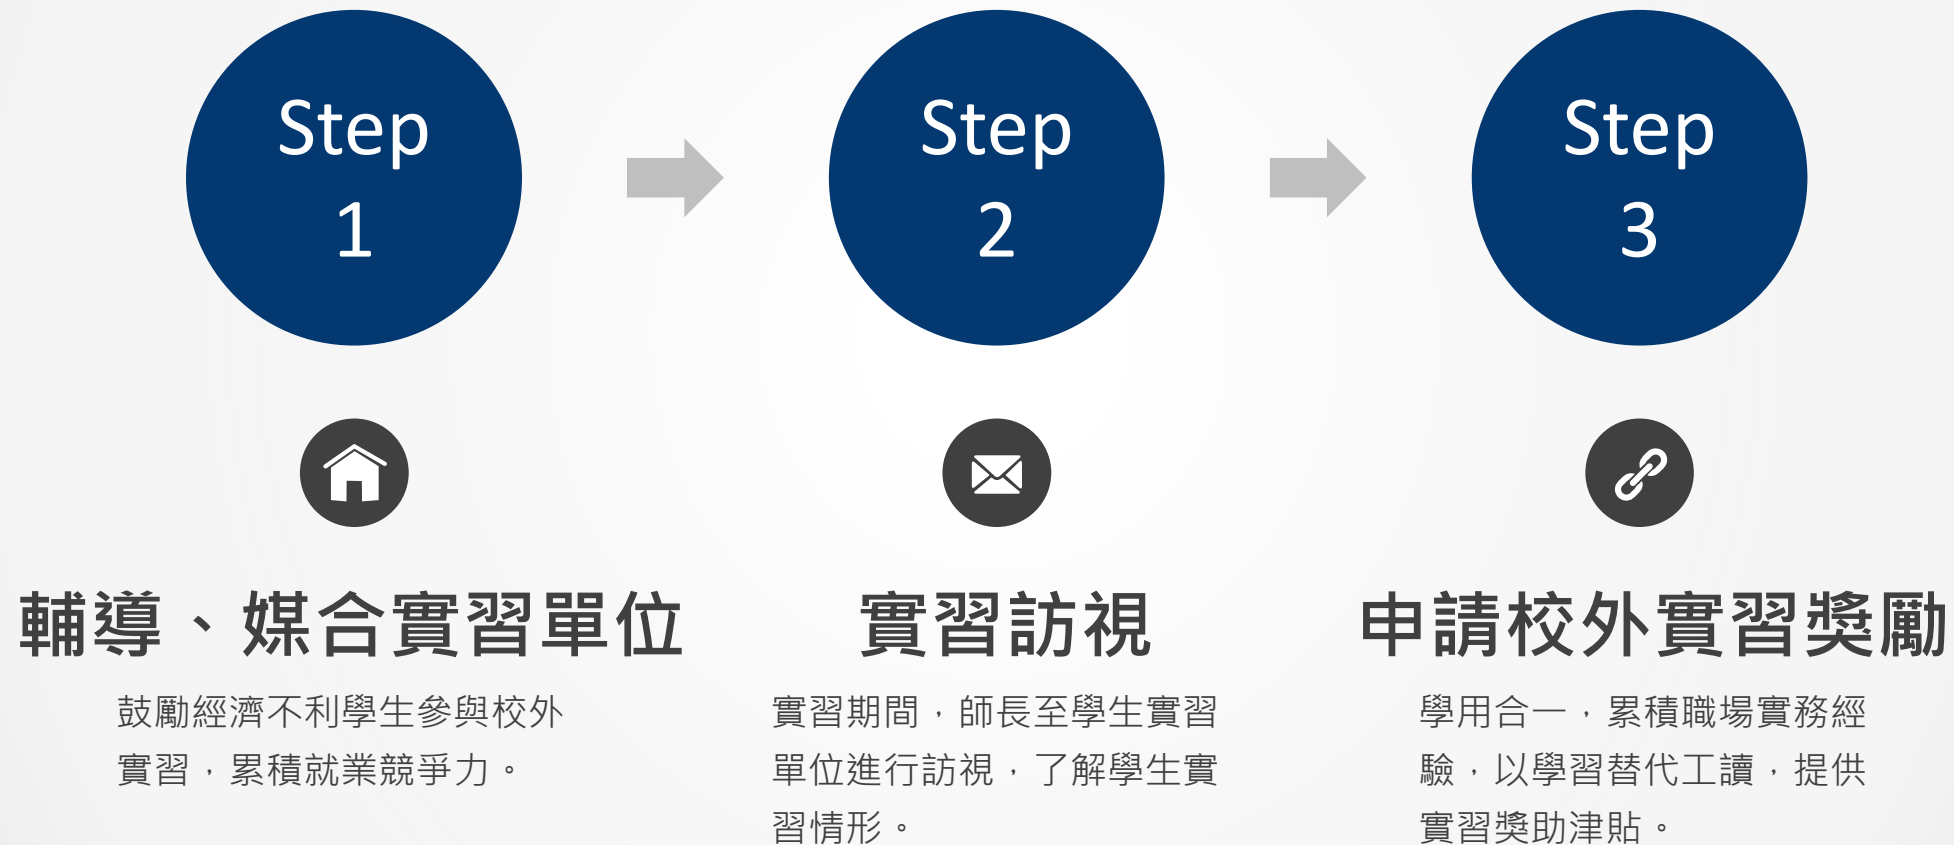 Step
1
Step
2
Step
3
輔導、媒合實習單位
鼓勵經濟不利學生參與校外
實習，累積就業競爭力。
實習訪視
實習期間，師長至學生實習
單位進行訪視，了解學生實
習情形。
申請校外實習獎勵
學用合一，累積職場實務經
驗，以學習替代工讀，提供
實習獎助津貼。